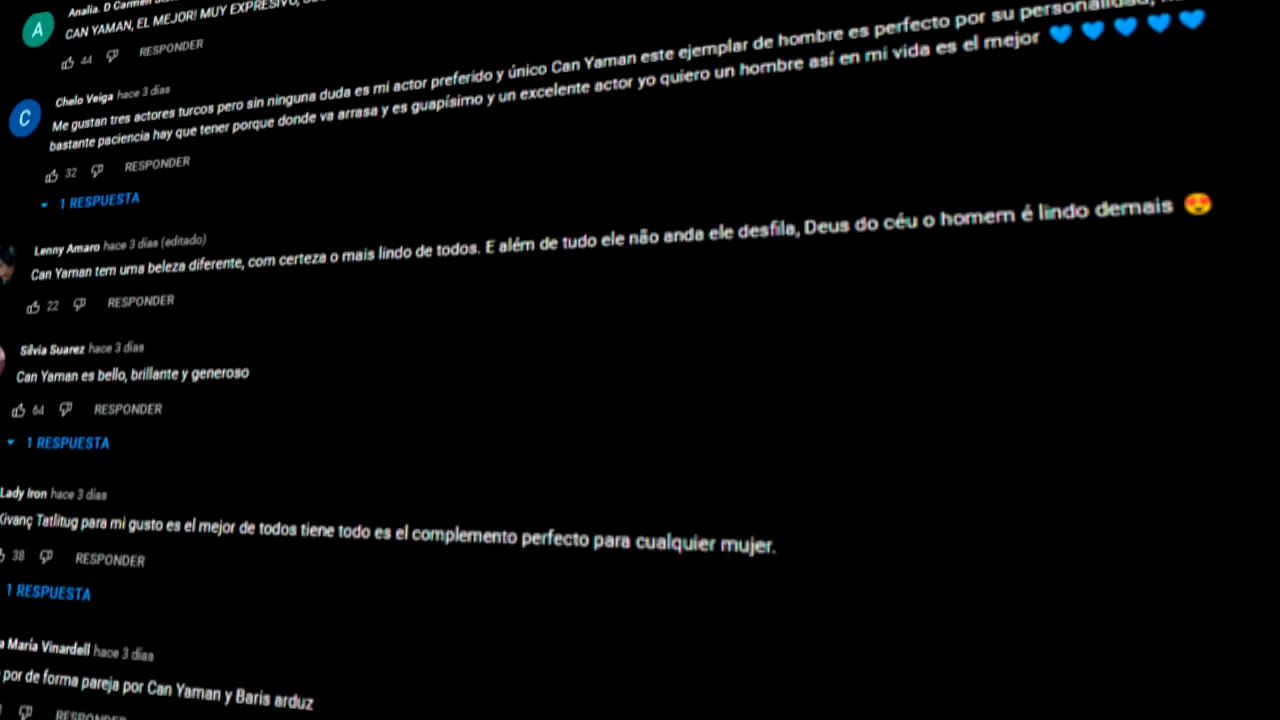 A
Analia. D Carmen
CAN YAMAN, EL MEJOR! MUY EXPRESIVO,
44 RESPONDER
C
Chelo Veiga hace 3 días
Me gustan tres actores turcos pero sin ninguna duda es mi actor preferido y único Can Yaman este ejemplar de hombre es perfecto por su personalidad,
bastante paciencia hay que tener porque donde va arrasa y es guapísimo y un excelente actor yo quiero un hombre así en mi vida es el mejor 💙 💙 💙 💙 💙
32 RESPONDER
1 RESPUESTA
Lenny Amaro hace 3 días (editado)
Can Yaman tem uma beleza diferente, com certeza o mais lindo de todos. E além de tudo ele não anda ele desfila, Deus do céu o homem é lindo demais 😍
22 RESPONDER
Silvia Suarez hace 3 días
Can Yaman es bello, brillante y generoso
64 RESPONDER
1 RESPUESTA
Lady Iron hace 3 días
Kivanç Tatlitug para mi gusto es el mejor de todos tiene todo es el complemento perfecto para cualquier mujer.
38 RESPONDER
1 RESPUESTA
a María Vinardell hace 3 días
por de forma pareja por Can Yaman y Baris arduz
RESPONDER